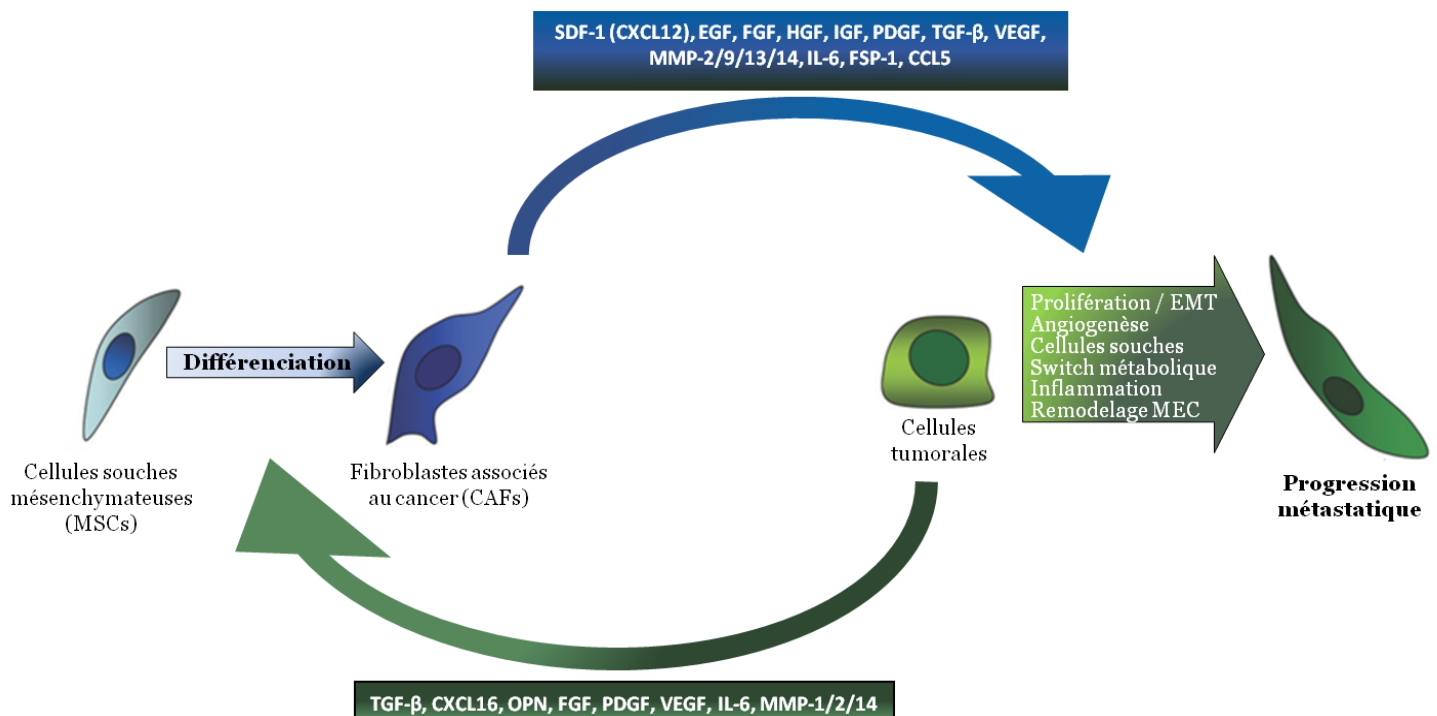 SDF-1 (CXCL12), EGF, FGF, HGF, IGF, PDGF, TGF-β, VEGF,
MMP-2/9/13/14, IL-6, FSP-1, CCL5
Différenciation
Prolifération / EMT
Angiogenèse
Cellules souches
Switch métabolique
Inflammation
Remodelage MEC
Cellules souches
mésenchymateuses
(MSCs)
Fibroblastes associés
au cancer (CAFs)
Cellules
tumorales
Progression
métastatique
TGF-β, CXCL16, OPN, FGF, PDGF, VEGF, IL-6, MMP-1/2/14